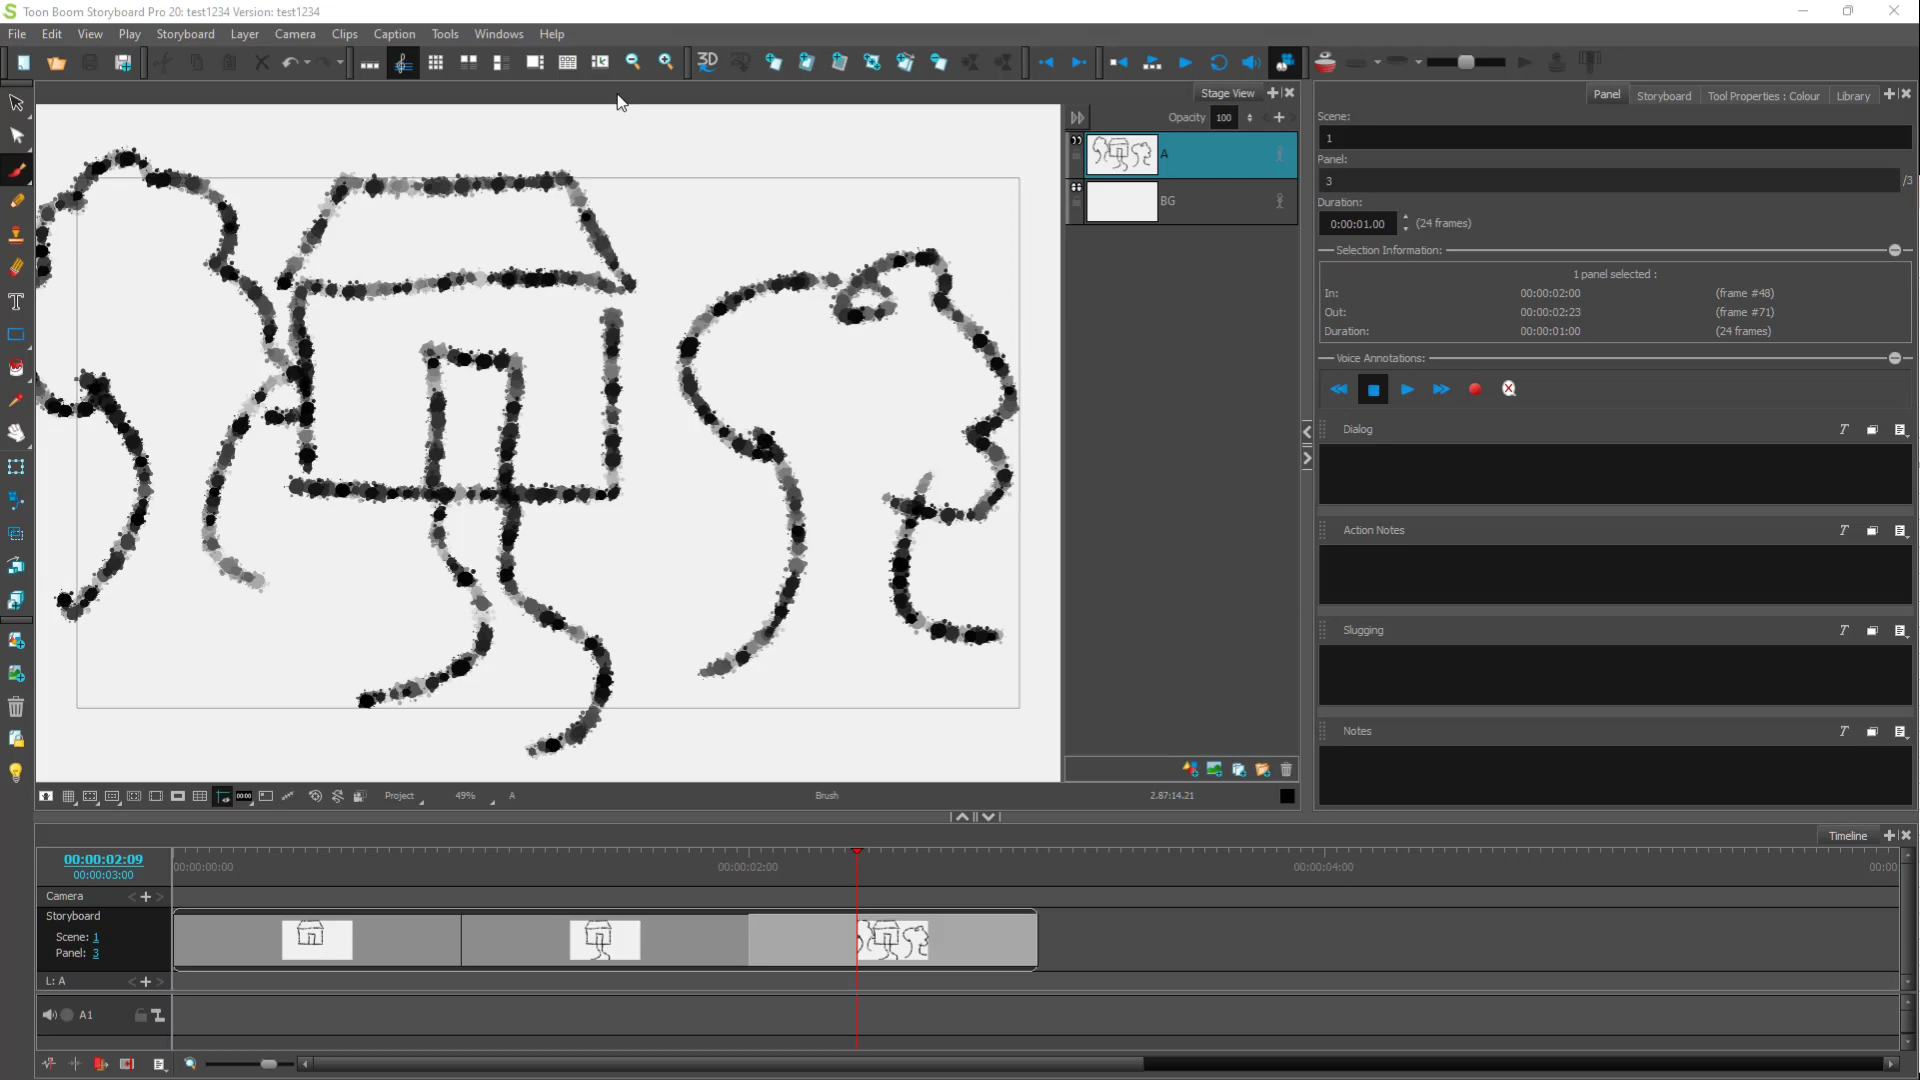 Toon Boom Storyboard Pro 20: test1234 Version: test1234
File Edit View Play Storyboard Layer Camera Clips Caption Tools Windows Help
3D
Stage View
Panel Storyboard Tool Properties : Colour Library
Opacity 100
A
BG
Scene:
1
Panel:
3 /3
Duration:
0:00:01.00 (24 frames)
Selection Information:
1 panel selected :
In: 00:00:02:00 (frame #48)
Out: 00:00:02:23 (frame #71)
Duration: 00:00:01:00 (24 frames)
Voice Annotations:
Dialog
Action Notes
Slugging
Notes
00:00 Project 49% A Brush 2.87:14.21
Timeline
00:00:02:09
00:00:03:00
00:00:00:00 00:00:02:00 00:00:04:00 00:00
Camera
Storyboard
Scene: 1
Panel: 3
L: A
A1